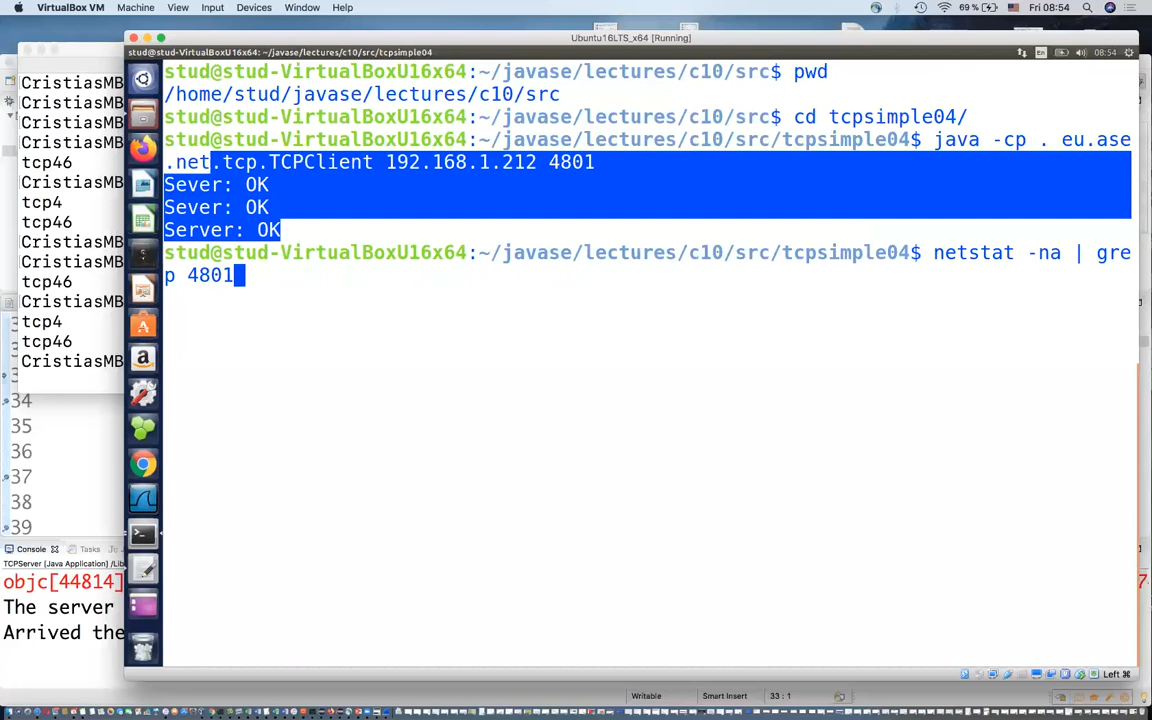 VirtualBox VM Machine View Input Devices Window Help
69 % Fri 08:54
Ubuntu16LTS_x64 [Running]
stud@stud-VirtualBoxU16x64: ~/javase/lectures/c10/src/tcpsimple04
En 08:54
stud@stud-VirtualBoxU16x64:~/javase/lectures/c10/src$ pwd
/home/stud/javase/lectures/c10/src
stud@stud-VirtualBoxU16x64:~/javase/lectures/c10/src$ cd tcpsimple04/
stud@stud-VirtualBoxU16x64:~/javase/lectures/c10/src/tcpsimple04$ java -cp . eu.ase
.net.tcp.TCPClient 192.168.1.212 4801
Sever: OK
Sever: OK
Server: OK
stud@stud-VirtualBoxU16x64:~/javase/lectures/c10/src/tcpsimple04$ netstat -na | gre
p 4801
CristiasMB
CristiasMB
CristiasMB
CristiasMB
tcp46
CristiasMB
tcp4
tcp46
CristiasMB
CristiasMB
tcp46
CristiasMB
tcp4
tcp46
CristiasMB
34
35
36
37
38
39
Console Tasks
TCPServer [Java Application]
objc[44814]
The server
Arrived the
7
Left ⌘
Writable Smart Insert 33 : 1